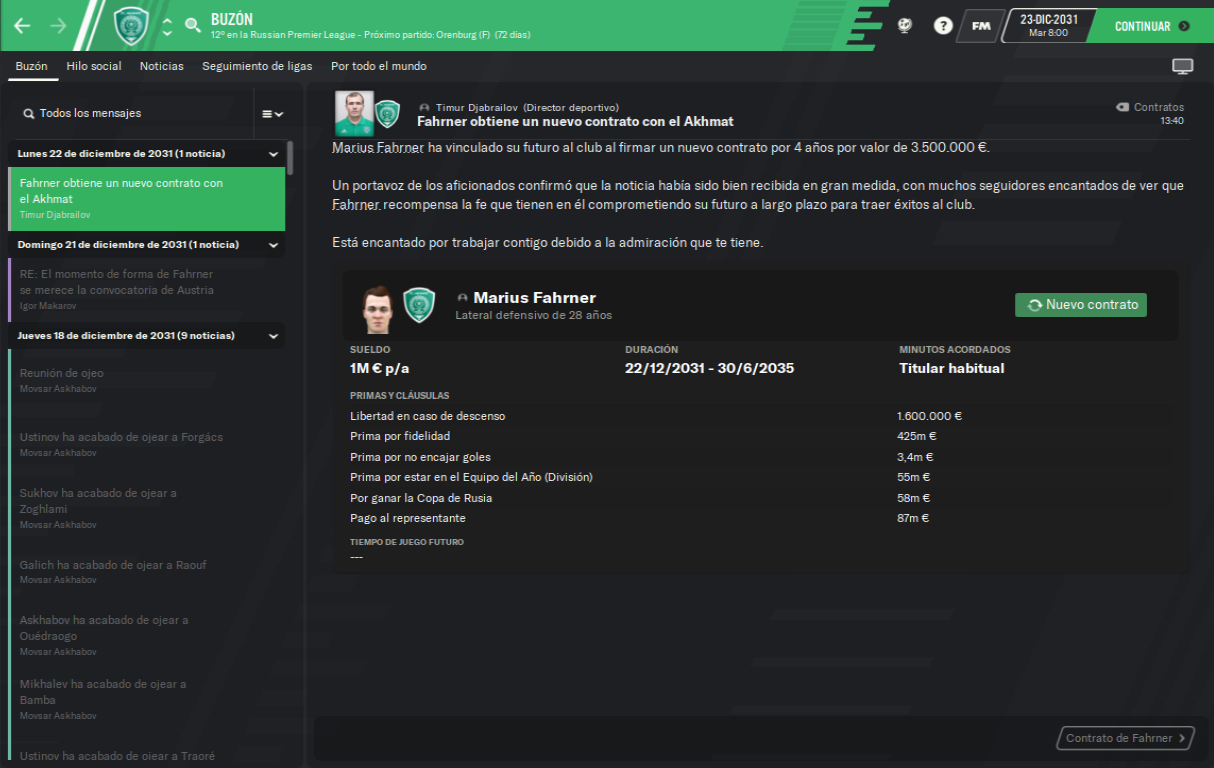 BUZÓN
12º en la Russian Premier League - Próximo partido: Orenburg (F) (72 días)
?
FM
23-DIC-2031
Mar 8:00
CONTINUAR
Buzón Hilo social Noticias Seguimiento de ligas Por todo el mundo
Todos los mensajes
Lunes 22 de diciembre de 2031 (1 noticia)
Fahrner obtiene un nuevo contrato con
el Akhmat
Timur Djabrailov
Domingo 21 de diciembre de 2031 (1 noticia)
RE: El momento de forma de Fahrner
se merece la convocatoria de Austria
Igor Makarov
Jueves 18 de diciembre de 2031 (9 noticias)
Reunión de ojeo
Movsar Askhabov
Ustinov ha acabado de ojear a Forgács
Movsar Askhabov
Sukhov ha acabado de ojear a
Zoghlami
Movsar Askhabov
Galich ha acabado de ojear a Raouf
Movsar Askhabov
Askhabov ha acabado de ojear a
Ouédraogo
Movsar Askhabov
Mikhalev ha acabado de ojear a
Bamba
Movsar Askhabov
Ustinov ha acabado de ojear a Traoré
Timur Djabrailov (Director deportivo)
Fahrner obtiene un nuevo contrato con el Akhmat
Contratos
13:40
Marius Fahrner ha vinculado su futuro al club al firmar un nuevo contrato por 4 años por valor de 3.500.000 €.
Un portavoz de los aficionados confirmó que la noticia había sido bien recibida en gran medida, con muchos seguidores encantados de ver que
Fahrner recompensa la fe que tienen en él comprometiendo su futuro a largo plazo para traer éxitos al club.
Está encantado por trabajar contigo debido a la admiración que te tiene.
Marius Fahrner
Lateral defensivo de 28 años
Nuevo contrato
SUELDO DURACIÓN MINUTOS ACORDADOS
1M € p/a 22/12/2031 - 30/6/2035 Titular habitual
PRIMAS Y CLÁUSULAS
Libertad en caso de descenso 1.600.000 €
Prima por fidelidad 425m €
Prima por no encajar goles 3,4m €
Prima por estar en el Equipo del Año (División) 55m €
Por ganar la Copa de Rusia 58m €
Pago al representante 87m €
TIEMPO DE JUEGO FUTURO
---
Contrato de Fahrner